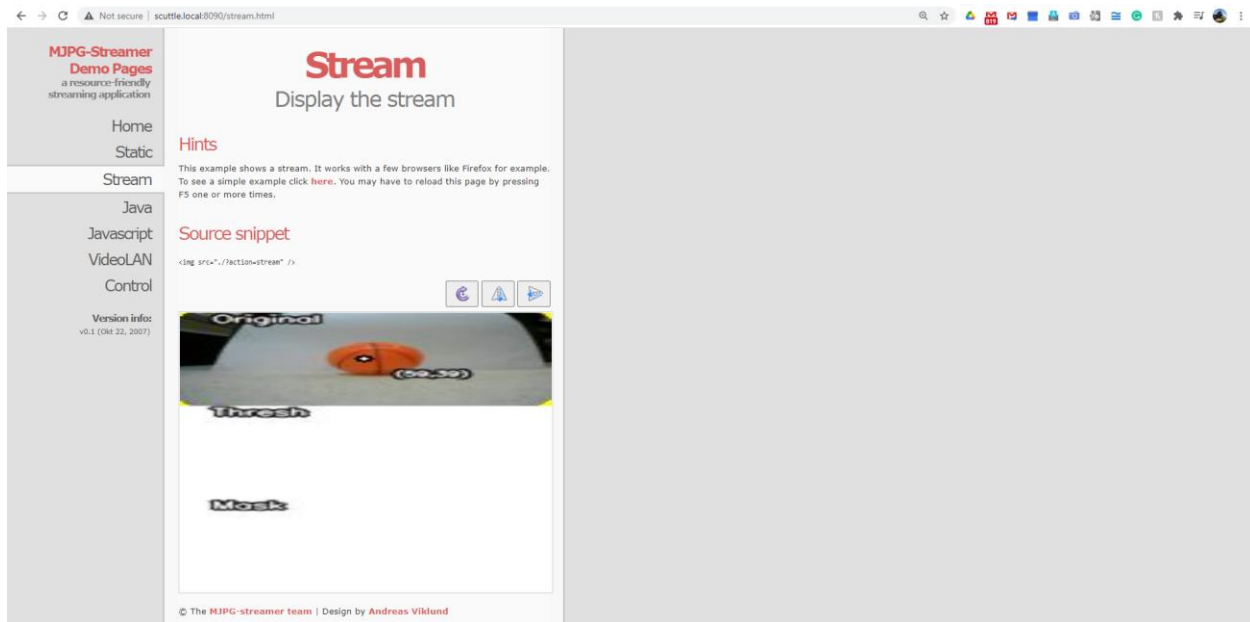 Not secure | scuttle.local:8090/stream.html
MJPG-Streamer
Demo Pages
a resource-friendly
streaming application
Home
Static
Stream
Java
Javascript
VideoLAN
Control
Version info:
v0.1 (Okt 22, 2007)
Stream
Display the stream
Hints
This example shows a stream. It works with a few browsers like Firefox for example.
To see a simple example click here. You may have to reload this page by pressing
F5 one or more times.
Source snippet
<img src="./?action=stream" />
Original
Thresh
Mask
© The MJPG-streamer team | Design by Andreas Viklund